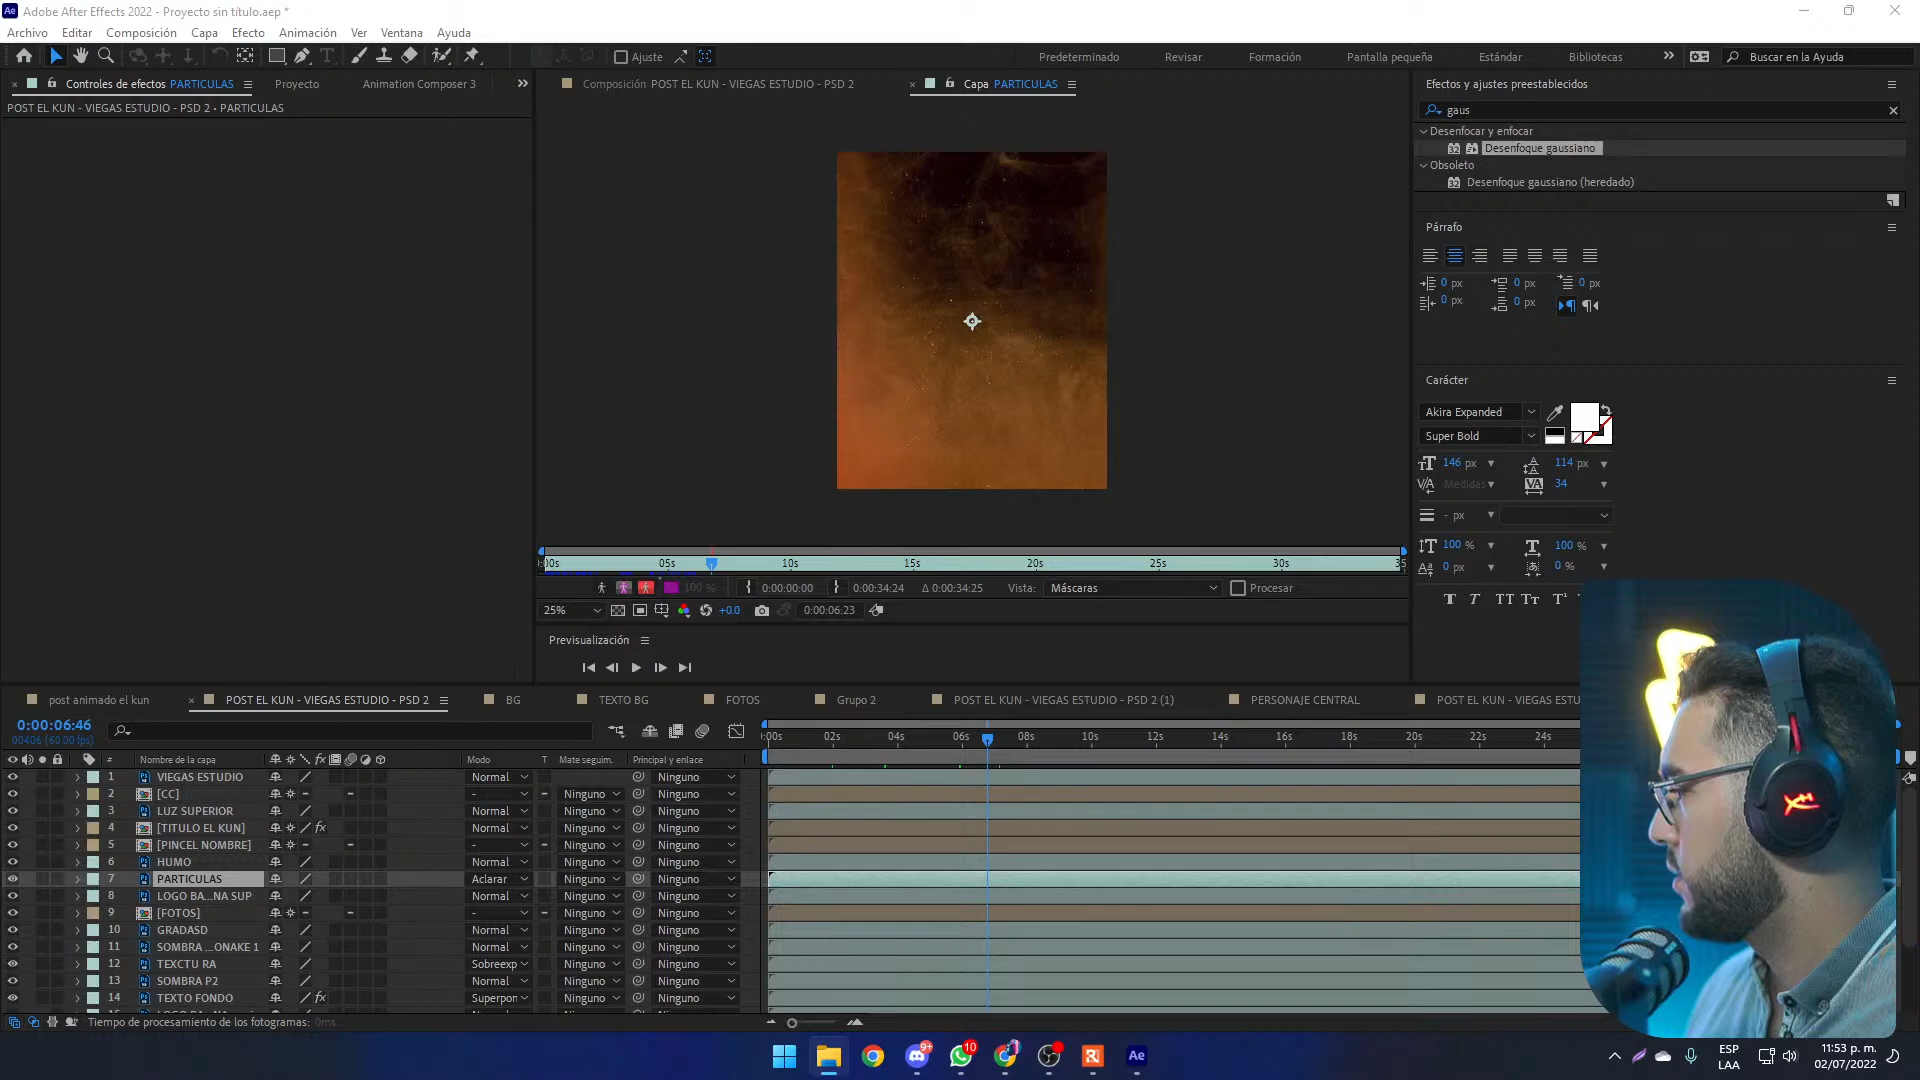 Adobe After Effects 2022 - Proyecto sin título.aep *
Archivo Editar Composición Capa Efecto Animación Ver Ventana Ayuda
Ajuste Predeterminado Revisar Formación Pantalla pequeña Estándar Bibliotecas Buscar en la Ayuda
Controles de efectos PARTICULAS Proyecto Animation Composer 3 Composición POST EL KUN - VIEGAS ESTUDIO - PSD 2 Capa PARTICULAS Efectos y ajustes preestablecidos
POST EL KUN - VIEGAS ESTUDIO - PSD 2 • PARTICULAS
gaus
Desenfocar y enfocar
32 Desenfoque gaussiano
Obsoleto
32 Desenfoque gaussiano (heredado)
Párrafo
0 px 0 px 0 px
0 px 0 px
Carácter
Akira Expanded
Super Bold
146 px 114 px
Medidas 34
- px
100 % 100 %
0 px 0 %
T T TT Tт T¹
:00s 05s 10s 15s 20s 25s 30s 35
100 % 0:00:00:00 0:00:34:24 Δ 0:00:34:25 Vista: Máscaras Procesar
25% +0.0 0:00:06:23
Previsualización
post animado el kun POST EL KUN - VIEGAS ESTUDIO - PSD 2 BG TEXTO BG FOTOS Grupo 2 POST EL KUN - VIEGAS ESTUDIO - PSD 2 (1) PERSONAJE CENTRAL POST EL KUN - VIEGAS ESTU
0:00:06:46
00406 (60.00 fps)
:00s 02s 04s 06s 08s 10s 12s 14s 16s 18s 20s 22s 24s
# Nombre de la capa fx Modo T Mate seguim. Principal y enlace
1 VIEGAS ESTUDIO Normal Ninguno
2 [CC] - Ninguno Ninguno
3 LUZ SUPERIOR Normal Ninguno Ninguno
4 [TITULO EL KUN] fx Normal Ninguno Ninguno
5 [PINCEL NOMBRE] - Ninguno Ninguno
6 HUMO Normal Ninguno Ninguno
7 PARTICULAS Aclarar Ninguno Ninguno
8 LOGO BA...NA SUP Normal Ninguno Ninguno
9 [FOTOS] - Ninguno Ninguno
10 GRADASD Normal Ninguno Ninguno
11 SOMBRA ...ONAKE 1 Normal Ninguno Ninguno
12 TEXCTU RA Sobreexp Ninguno Ninguno
13 SOMBRA P2 Normal Ninguno Ninguno
14 TEXTO FONDO fx Superpon Ninguno Ninguno
Tiempo de procesamiento de los fotogramas: 0ms
9+ 10 Ae
ESP
LAA
11:53 p. m.
02/07/2022